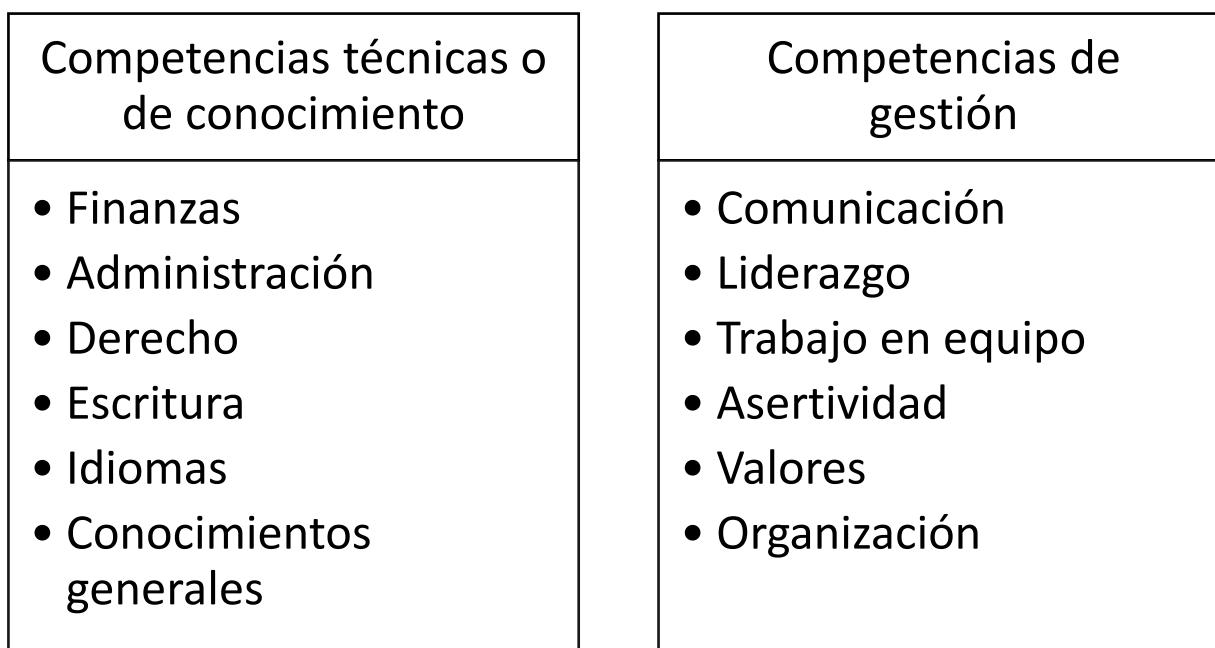 Competencias técnicas o
de conocimiento
• Finanzas
• Administración
• Derecho
• Escritura
• Idiomas
• Conocimientos
generales
Competencias de
gestión
• Comunicación
• Liderazgo
• Trabajo en equipo
• Asertividad
• Valores
• Organización